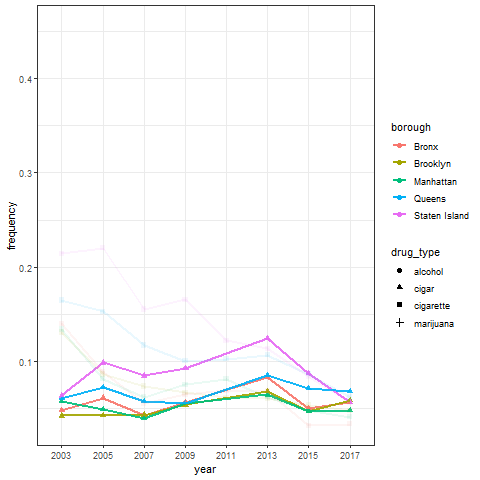 0.4
0.3
0.2
0.1
frequency
2003 2005 2007 2009 2011 2013 2015 2017
year
borough
Bronx
Brooklyn
Manhattan
Queens
Staten Island
drug_type
alcohol
cigar
cigarette
marijuana